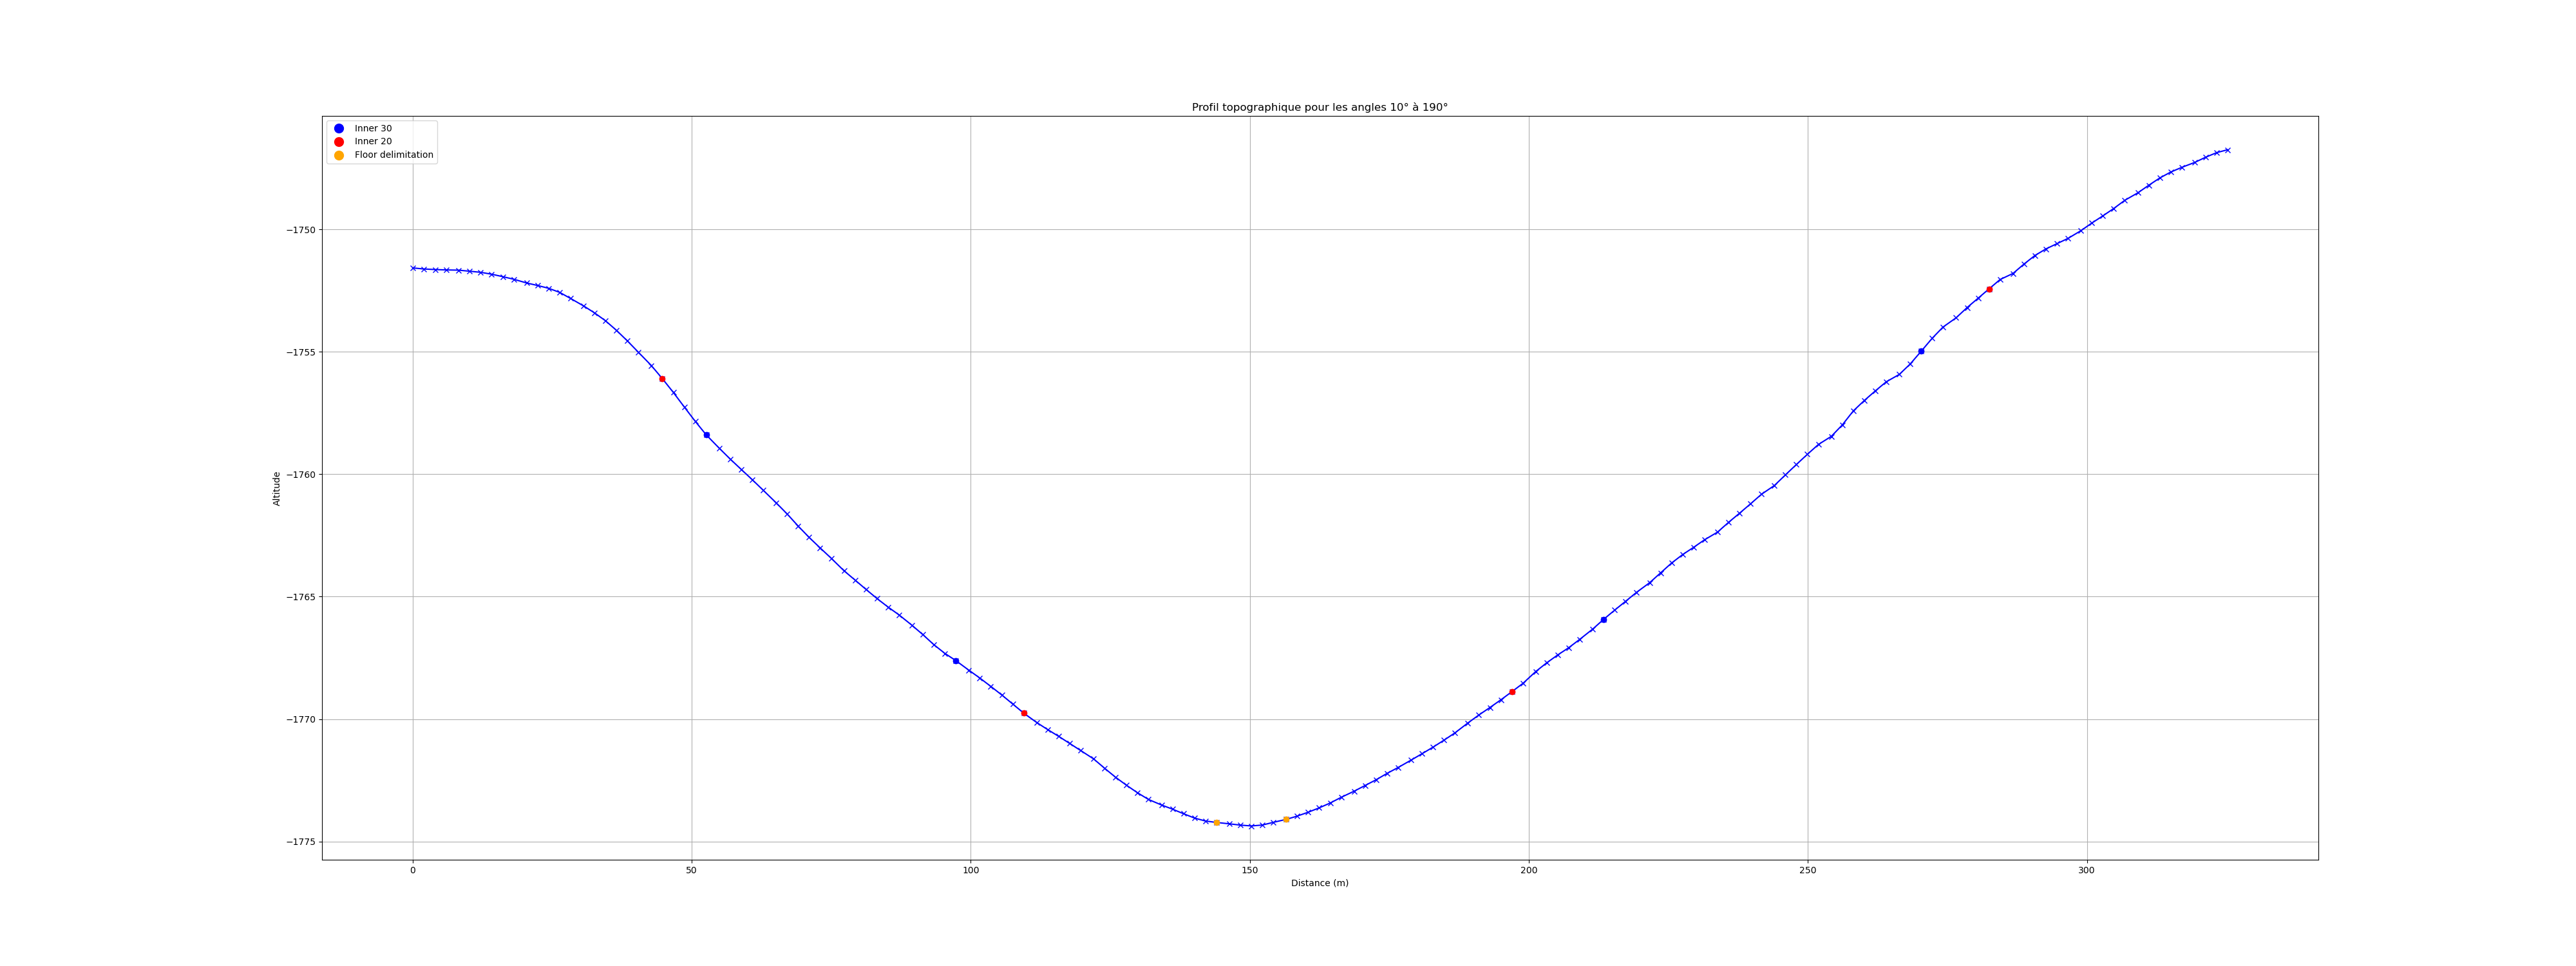 Profil topographique pour les angles 10° à 190°
Inner 30
Inner 20
Floor delimitation
Altitude
−1750
−1755
−1760
−1765
−1770
−1775
0 50 100 150 200 250 300
Distance (m)